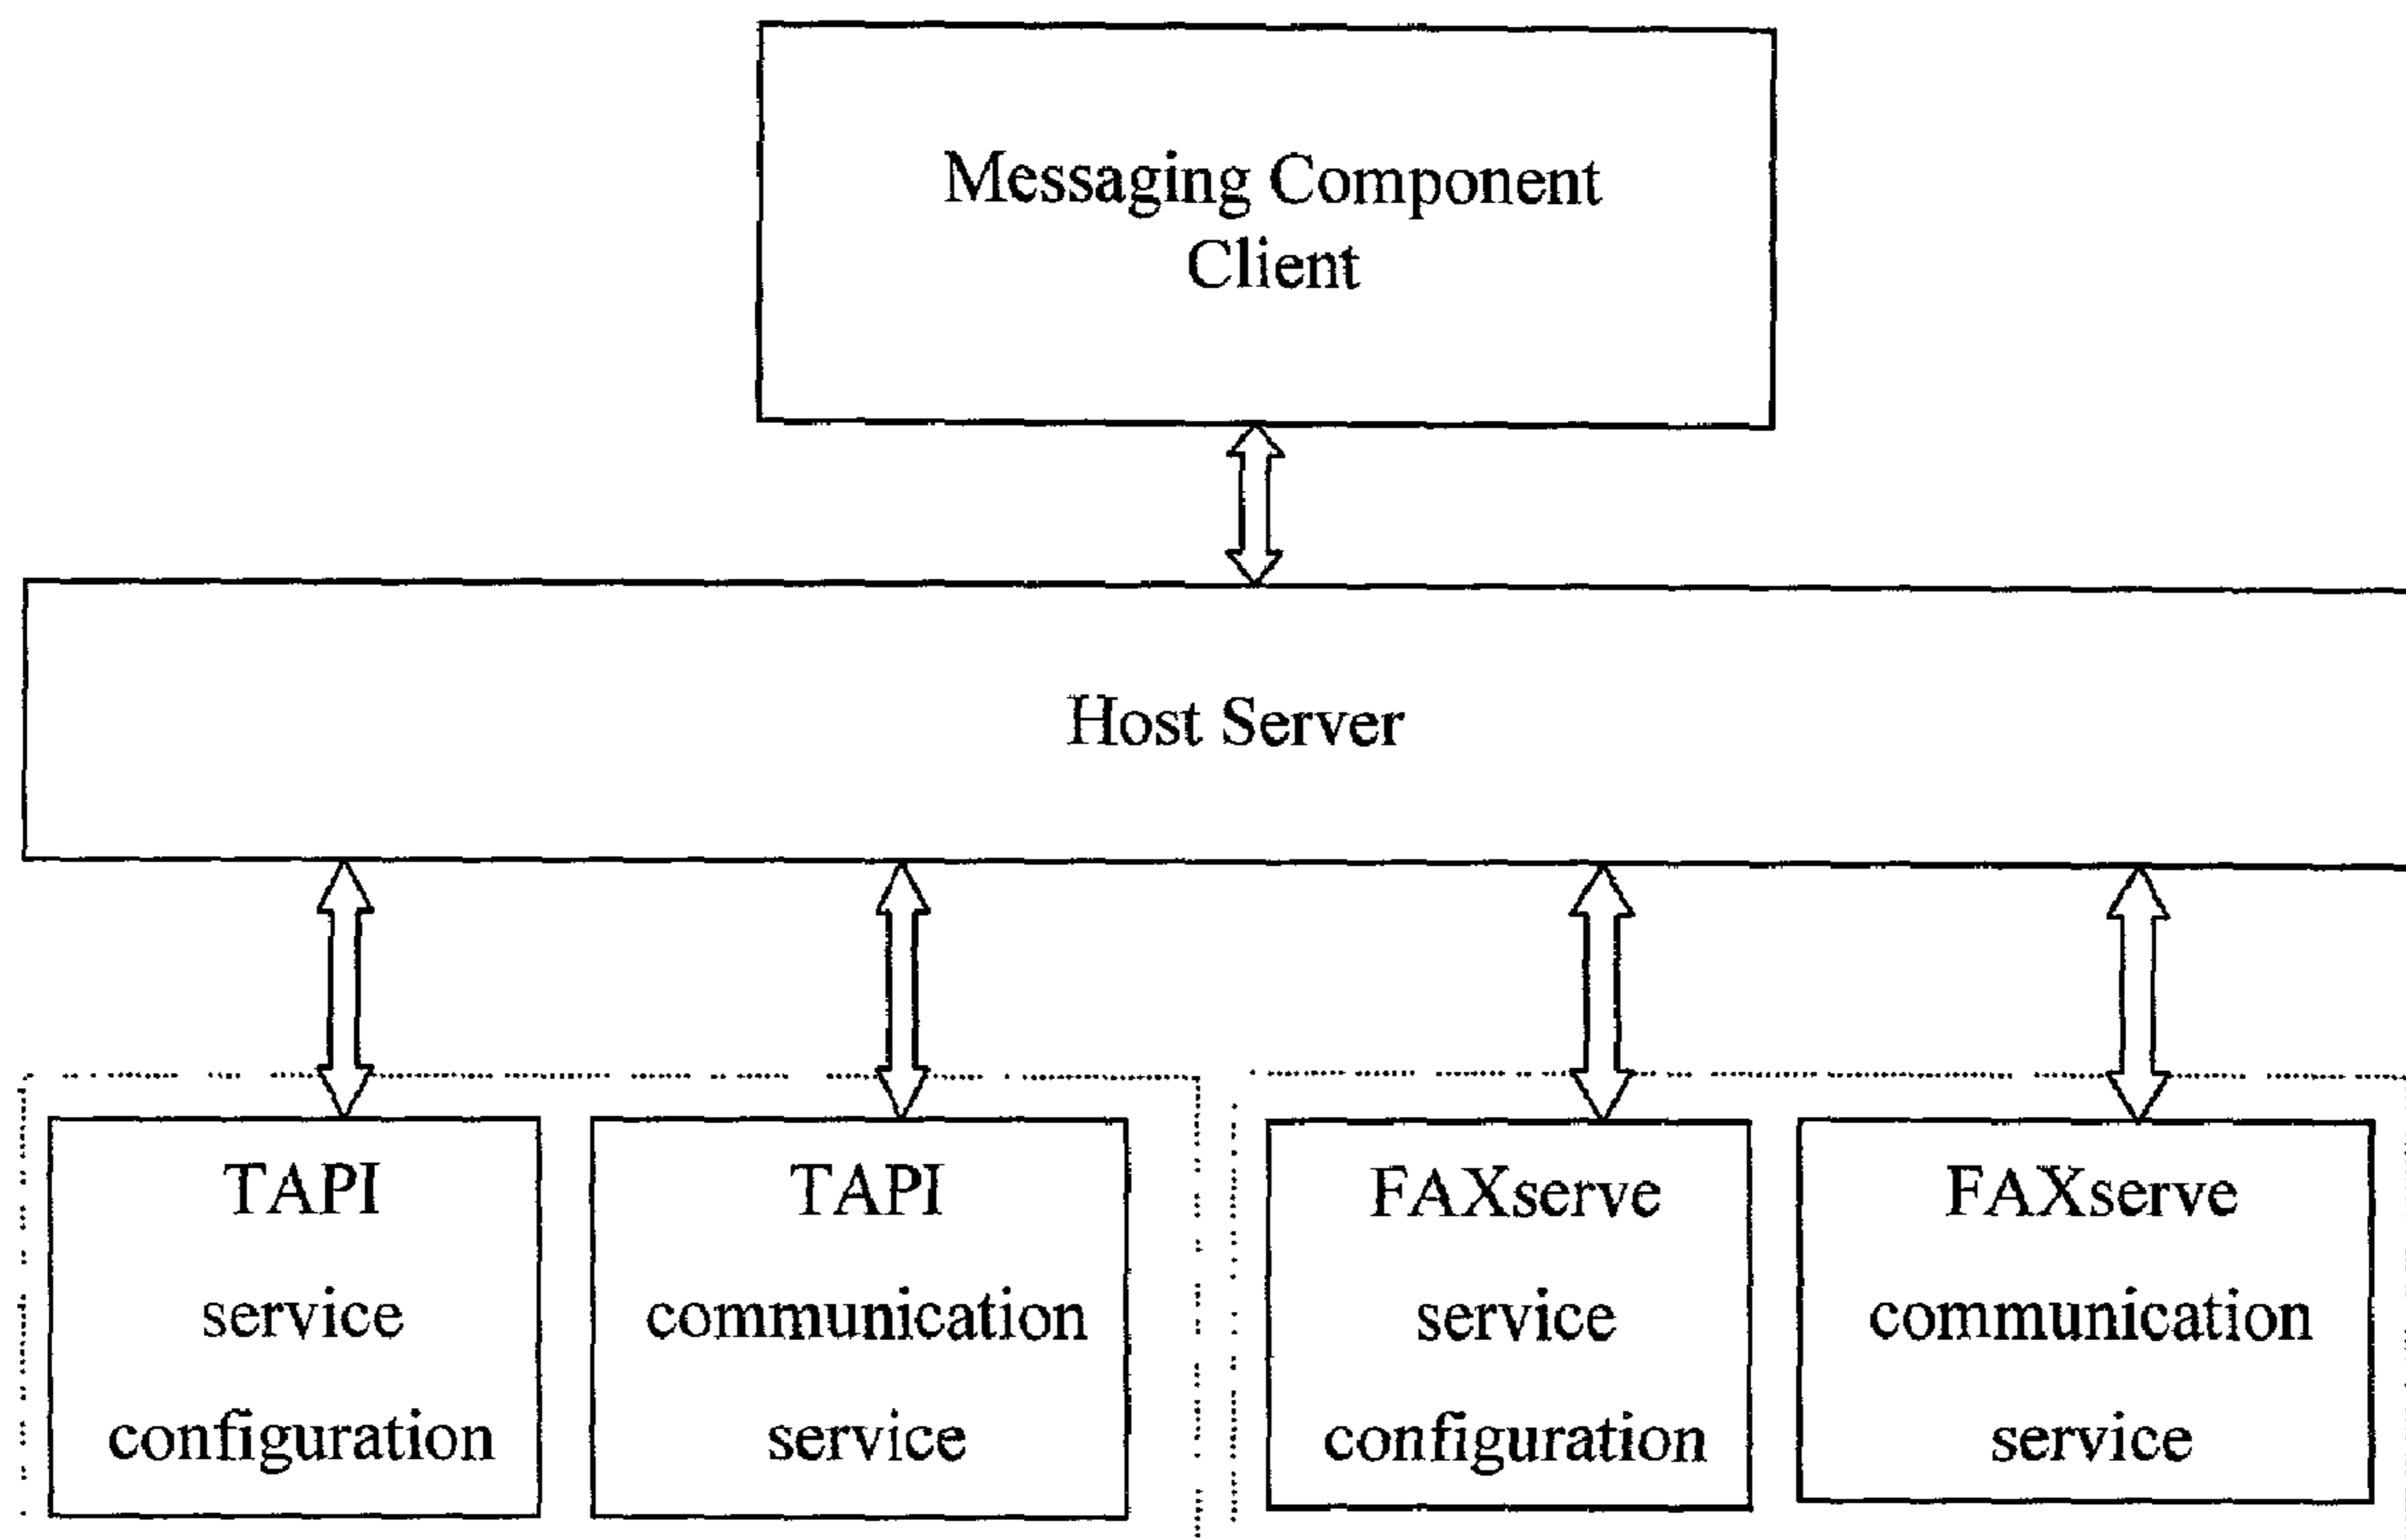 Messaging Component
Client
Host Server
TAPI
service
configuration
TAPI
communication
service
FAXserve
service
configuration
FAXserve
communication
service